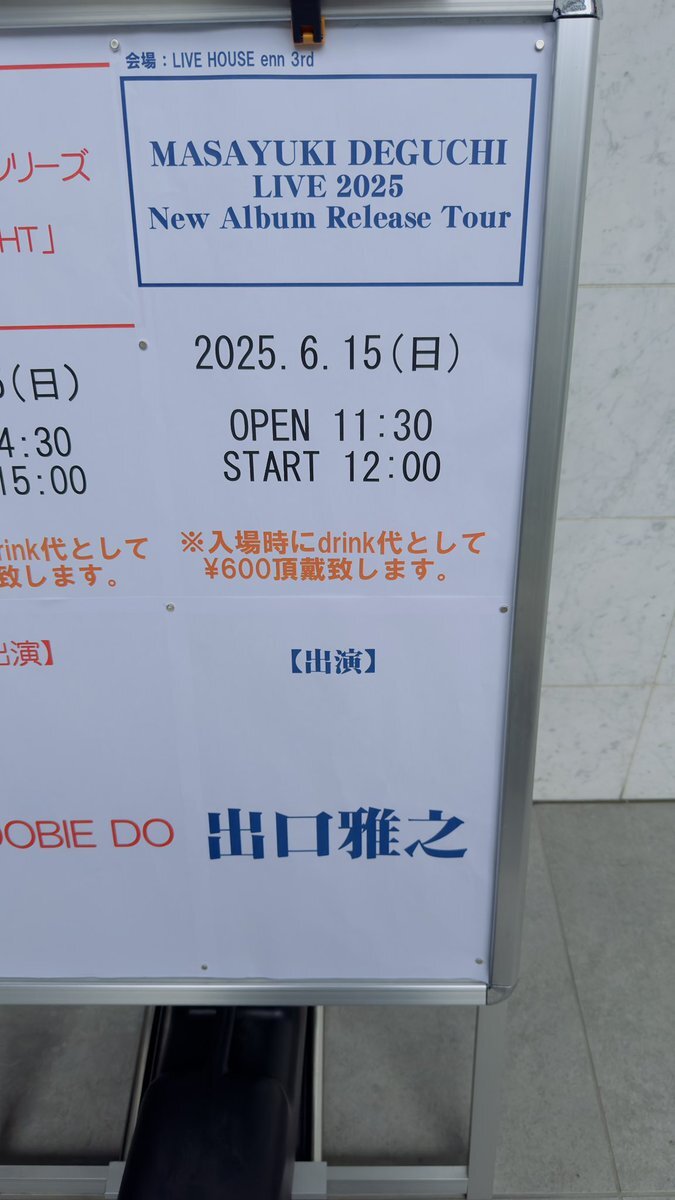 会場：LIVE HOUSE enn 3rd
MASAYUKI DEGUCHI
LIVE 2025
New Album Release Tour
2025.6.15(日)
OPEN 11:30
START 12:00
※入場時にdrink代として
¥600頂戴致します。
【出演】
出口雅之
シリーズ
HT」
(日)
4:30
15:00
rink代として
致します。
出演】
OOBIE DO